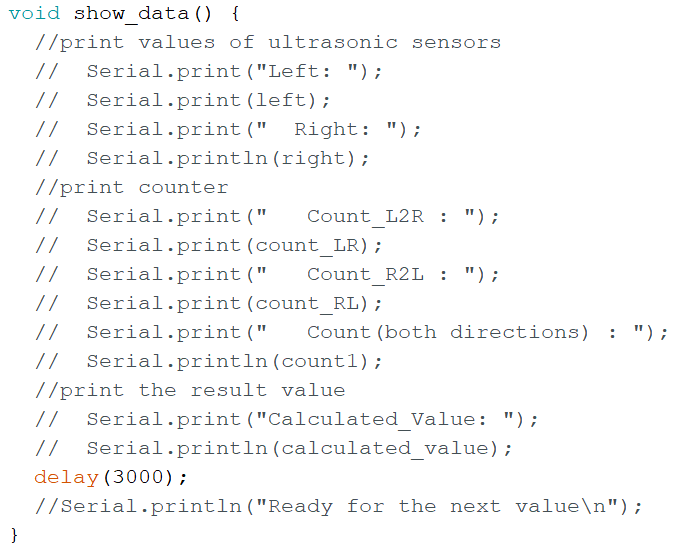 void show_data() {
  //print values of ultrasonic sensors
  //  Serial.print("Left: ");
  //  Serial.print(left);
  //  Serial.print("  Right: ");
  //  Serial.println(right);
  //print counter
  //  Serial.print("   Count_L2R : ");
  //  Serial.print(count_LR);
  //  Serial.print("   Count_R2L : ");
  //  Serial.print(count_RL);
  //  Serial.print("   Count(both directions) : ");
  //  Serial.println(count1);
  //print the result value
  //  Serial.print("Calculated_Value: ");
  //  Serial.println(calculated_value);
  delay(3000);
  //Serial.println("Ready for the next value\n");
}